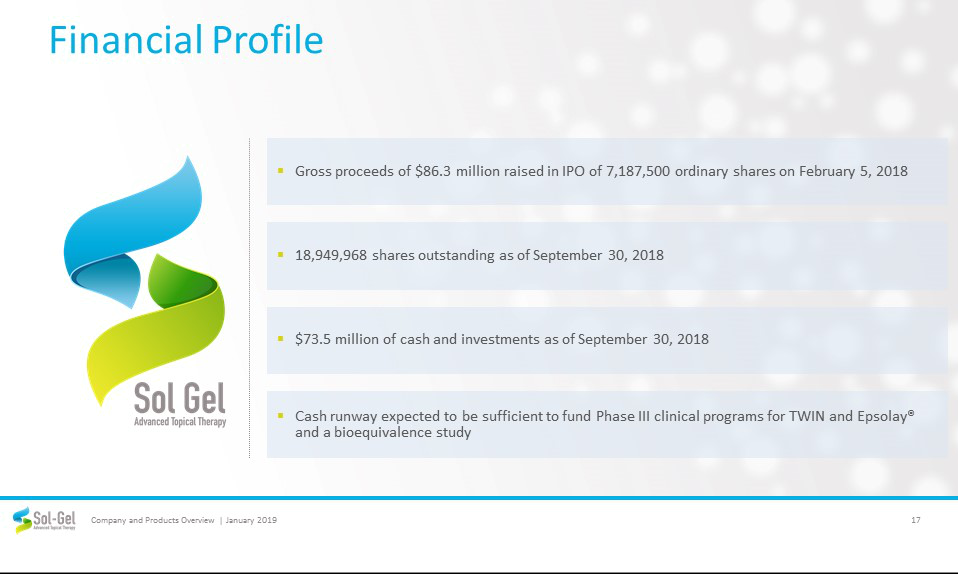 Financial Profile
▪ Gross proceeds of $86.3 million raised in IPO of 7,187,500 ordinary shares on February 5, 2018
▪ 18,949,968 shares outstanding as of September 30, 2018
▪ $73.5 million of cash and investments as of September 30, 2018
▪ Cash runway expected to be sufficient to fund Phase III clinical programs for TWIN and Epsolay®
and a bioequivalence study
Sol Gel
Advanced Topical Therapy
Sol-Gel
Advanced Topical Therapy
Company and Products Overview | January 2019
17